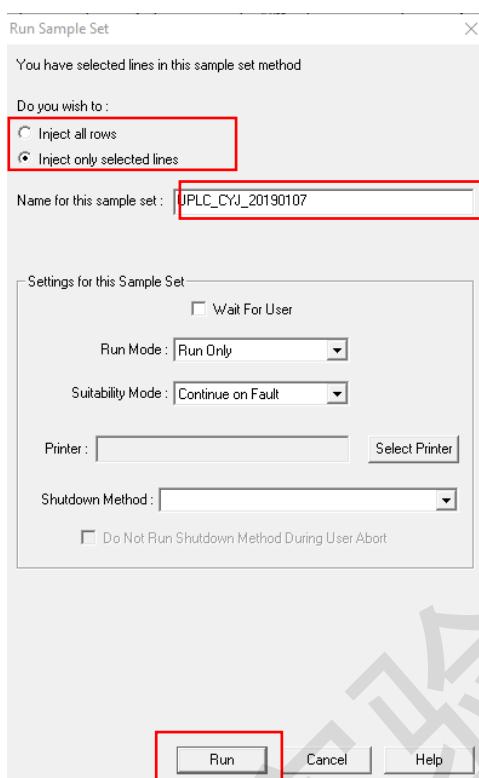 Run Sample Set
You have selected lines in this sample set method
Do you wish to :
Inject all rows
Inject only selected lines
Name for this sample set : UPLC_CYJ_20190107
Settings for this Sample Set
Wait For User
Run Mode : Run Only
Suitability Mode : Continue on Fault
Printer : Select Printer
Shutdown Method :
Do Not Run Shutdown Method During User Abort
验
Run Cancel Help